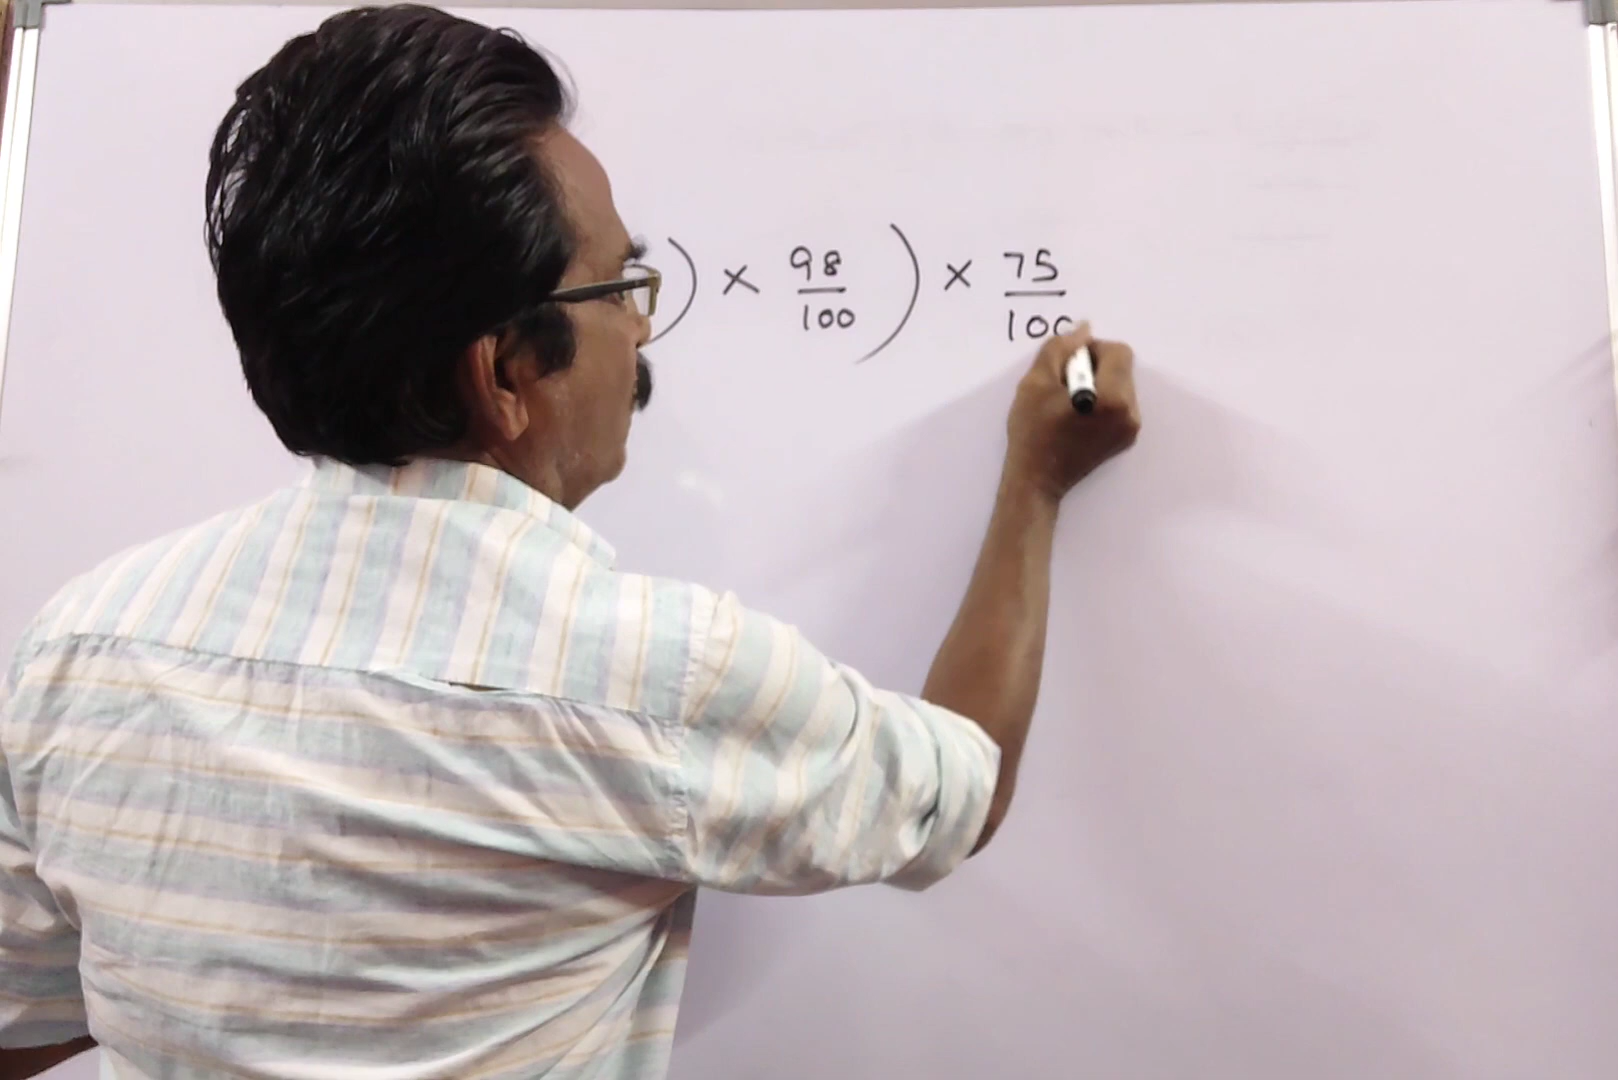 ) × 98/100 ) × 75/100